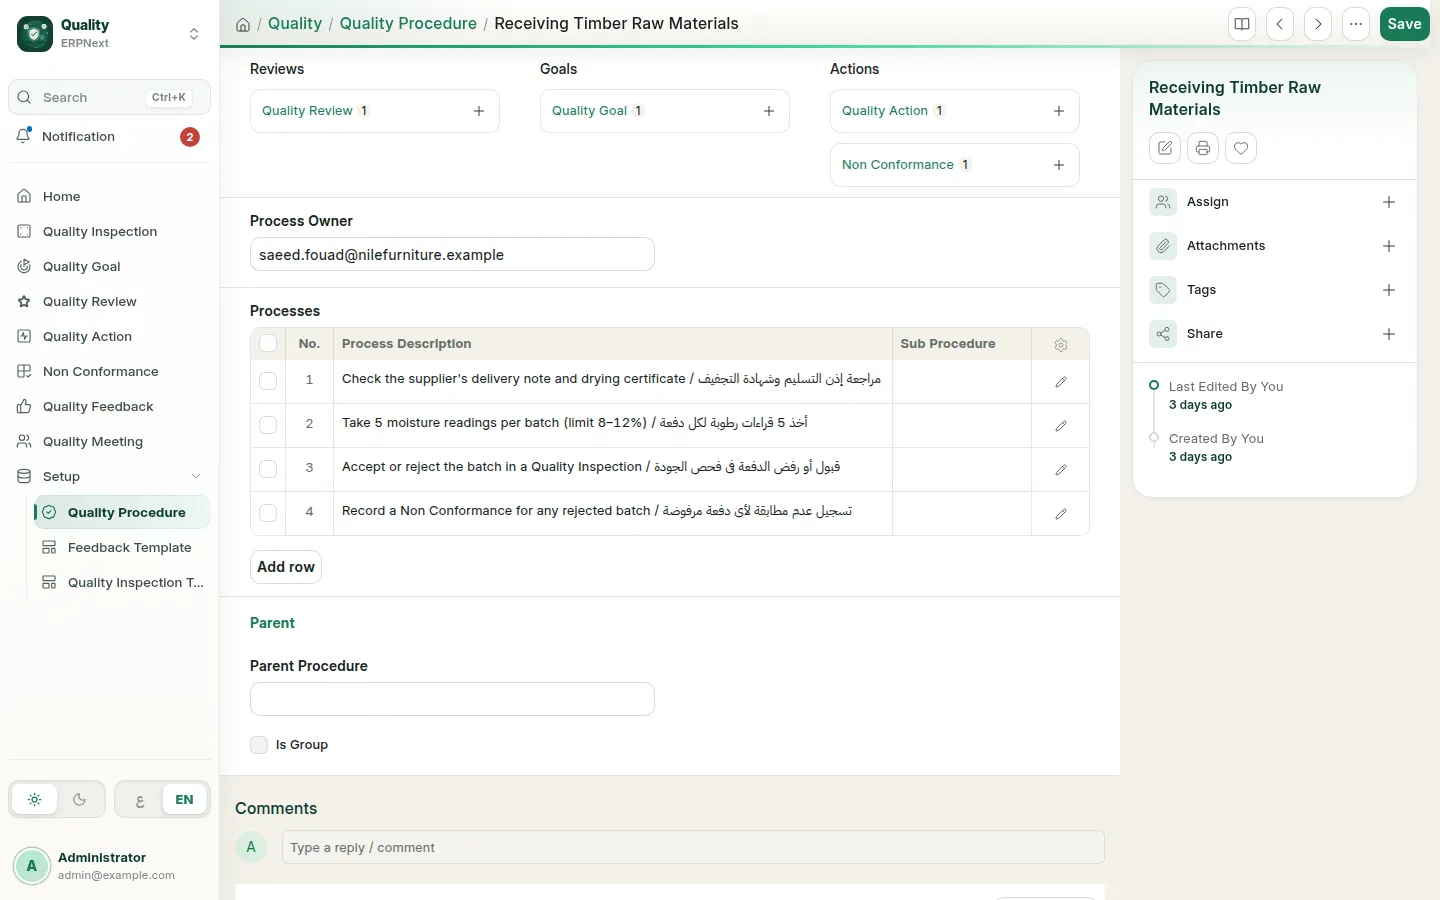 Quality
ERPNext
Search
Ctrl+K
Notification
2
Home
Quality Inspection
Quality Goal
Quality Review
Quality Action
Non Conformance
Quality Feedback
Quality Meeting
Setup
Quality Procedure
Feedback Template
Quality Inspection T...
ع
EN
A
Administrator
admin@example.com
/ Quality / Quality Procedure / Receiving Timber Raw Materials
Save
Reviews
Goals
Actions
Quality Review 1
Quality Goal 1
Quality Action 1
Non Conformance 1
Process Owner
saeed.fouad@nilefurniture.example
Processes
No. Process Description Sub Procedure
1 Check the supplier's delivery note and drying certificate / مراجعة إذن التسليم وشهادة التجفيف
2 Take 5 moisture readings per batch (limit 8–12%) / أخذ 5 قراءات رطوبة لكل دفعة
3 Accept or reject the batch in a Quality Inspection / قبول أو رفض الدفعة في فحص الجودة
4 Record a Non Conformance for any rejected batch / تسجيل عدم مطابقة لأي دفعة مرفوضة
Add row
Parent
Parent Procedure
Is Group
Comments
A
Type a reply / comment
Receiving Timber Raw
Materials
Assign
Attachments
Tags
Share
Last Edited By You
3 days ago
Created By You
3 days ago